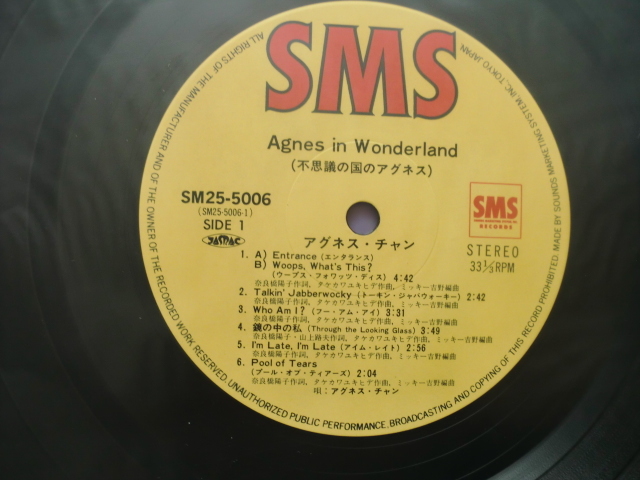 SMS
Agnes in Wonderland
(不思議の国のアグネス)
SM25-5006
(SM25-5006-1)
SIDE 1
JASRAC
SMS
RECORDS
STEREO
33⅓RPM
アグネス・チャン
1. A) Entrance (エンタランス)
B) Woops, What's This?
(ウープス・フォワッツ・ディス) 4:42
奈良橋陽子作詞、タケカワユキヒデ作曲、ミッキー吉野編曲
2. Talkin' Jabberwocky (トーキン・ジャバウォーキー) 2:42
奈良橋陽子作詞、タケカワユキヒデ作曲、ミッキー吉野編曲
3. Who Am I? (フー・アム・アイ) 3:31
奈良橋陽子作詞、タケカワユキヒデ作曲、ミッキー吉野編曲
4. 鏡の中の私 (Through the Looking Glass) 3:49
奈良橋陽子・山上路夫作詞、タケカワユキヒデ作曲、ミッキー吉野編曲
5. I'm Late, I'm Late (アイム・レイト) 2:56
奈良橋陽子作詞、タケカワユキヒデ作曲、ミッキー吉野編曲
6. Pool of Tears
(プール・オブ・ティアーズ) 2:04
奈良橋陽子作詞、タケカワユキヒデ作曲、ミッキー吉野編曲
唄：アグネス・チャン
ALL RIGHTS OF THE MANUFACTURER AND OF THE OWNER OF THE RECORDED WORK RESERVED. UNAUTHORIZED PUBLIC PERFORMANCE, BROADCASTING AND COPYING OF THIS RECORD PROHIBITED. MADE BY SOUNDS MARKETING SYSTEM, INC., TOKYO JAPAN